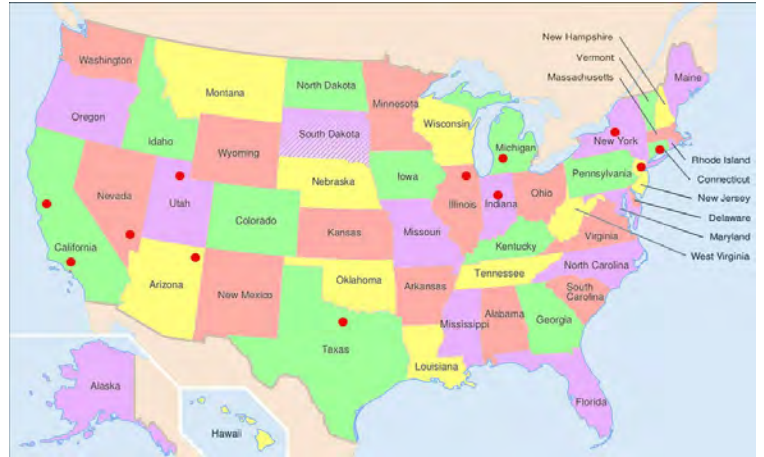 New Hampshire
Vermont
Massachusetts
Washington
Montana
North Dakota
Minnesota
Maine
Oregon
Idaho
Wyoming
South Dakota
Wisconsin
Michigan
New York
Rhode Island
Connecticut
New Jersey
Delaware
Maryland
West Virginia
Nevada
Utah
Colorado
Nebraska
Iowa
Illinois
Indiana
Ohio
Pennsylvania
California
Arizona
New Mexico
Kansas
Missouri
Kentucky
Virginia
Oklahoma
Arkansas
Tennessee
North Carolina
South
Carolina
Texas
Louisiana
Mississippi
Alabama
Georgia
Florida
Alaska
Hawaii